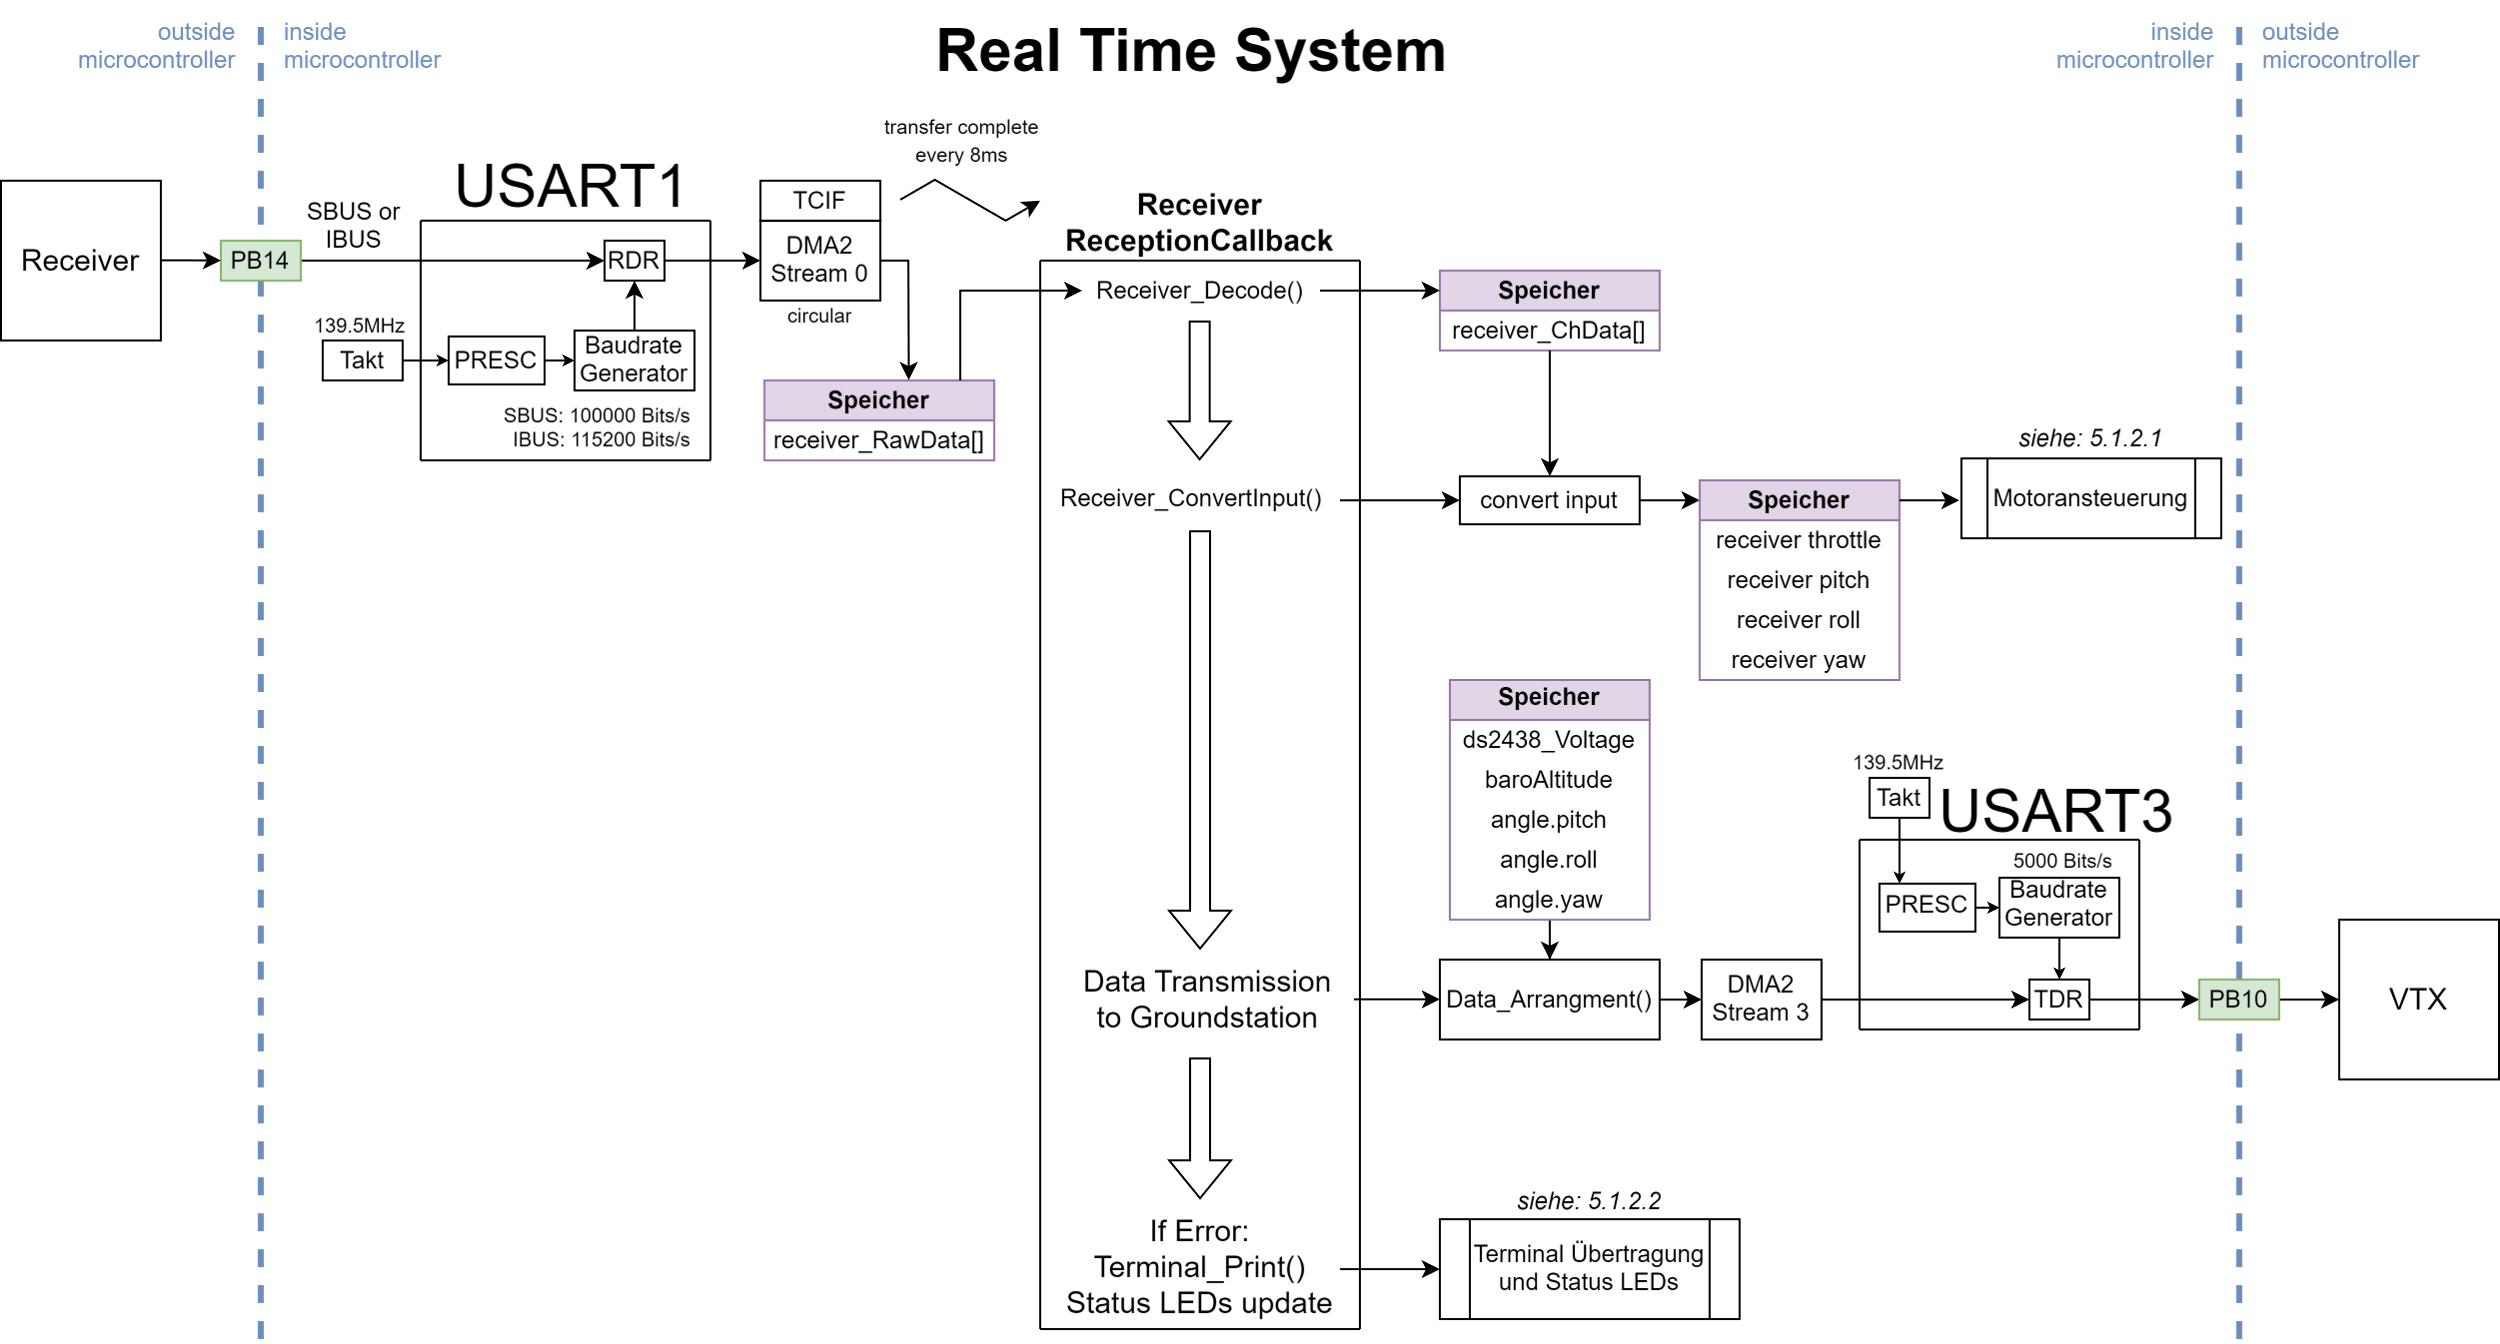 Real Time System
outside
microcontroller
inside
microcontroller
inside
microcontroller
outside
microcontroller
Receiver
PB14
SBUS or
IBUS
USART1
RDR
139.5MHz
Takt
PRESC
Baudrate
Generator
SBUS: 100000 Bits/s
IBUS: 115200 Bits/s
TCIF
DMA2
Stream 0
circular
transfer complete
every 8ms
Speicher
receiver_RawData[]
Receiver
ReceptionCallback
Receiver_Decode()
Receiver_ConvertInput()
Data Transmission
to Groundstation
If Error:
Terminal_Print()
Status LEDs update
Speicher
receiver_ChData[]
convert input
Speicher
receiver throttle
receiver pitch
receiver roll
receiver yaw
siehe: 5.1.2.1
Motoransteuerung
Speicher
ds2438_Voltage
baroAltitude
angle.pitch
angle.roll
angle.yaw
Data_Arrangment()
DMA2
Stream 3
139.5MHz
Takt
USART3
5000 Bits/s
PRESC
Baudrate
Generator
TDR
PB10
VTX
siehe: 5.1.2.2
Terminal Übertragung
und Status LEDs